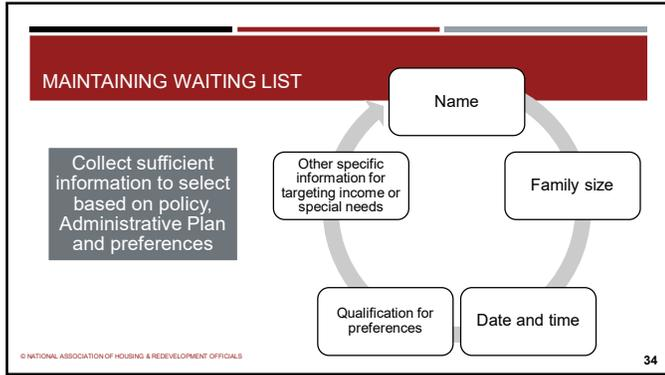 MAINTAINING WAITING LIST
Name
Collect sufficient
information to select
based on policy,
Administrative Plan
and preferences
Other specific
information for
targeting income or
special needs
Family size
Qualification for
preferences
Date and time
© NATIONAL ASSOCIATION OF HOUSING & REDEVELOPMENT OFFICIALS
34